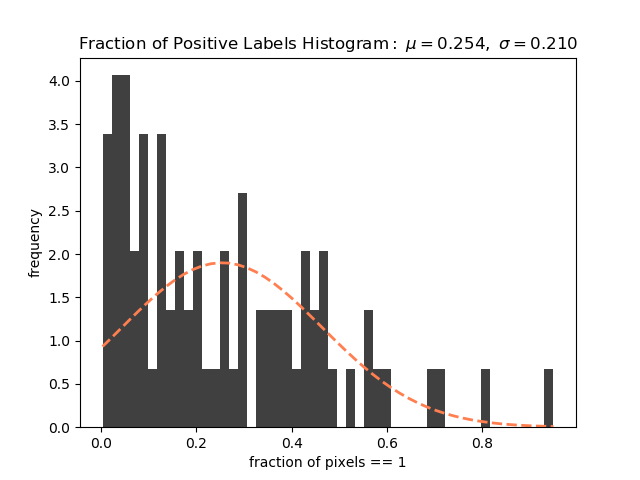 Fraction of Positive Labels Histogram: μ = 0.254, σ = 0.210
4.0
3.5
3.0
2.5
2.0
1.5
1.0
0.5
0.0
frequency
0.0 0.2 0.4 0.6 0.8
fraction of pixels == 1